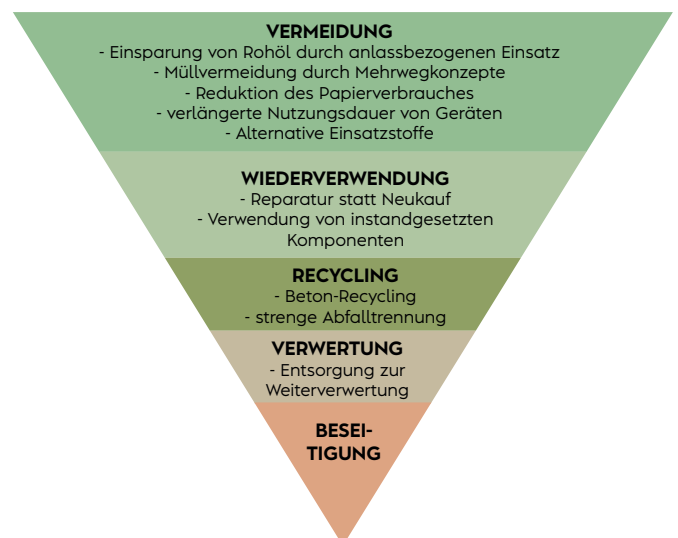 VERMEIDUNG
- Einsparung von Rohöl durch anlassbezogenen Einsatz
- Müllvermeidung durch Mehrwegkonzepte
- Reduktion des Papierverbrauches
- verlängerte Nutzungsdauer von Geräten
- Alternative Einsatzstoffe
WIEDERVERWENDUNG
- Reparatur statt Neukauf
- Verwendung von instandgesetzten
Komponenten
RECYCLING
- Beton-Recycling
- strenge Abfalltrennung
VERWERTUNG
- Entsorgung zur
Weiterverwertung
BESEI-
TIGUNG